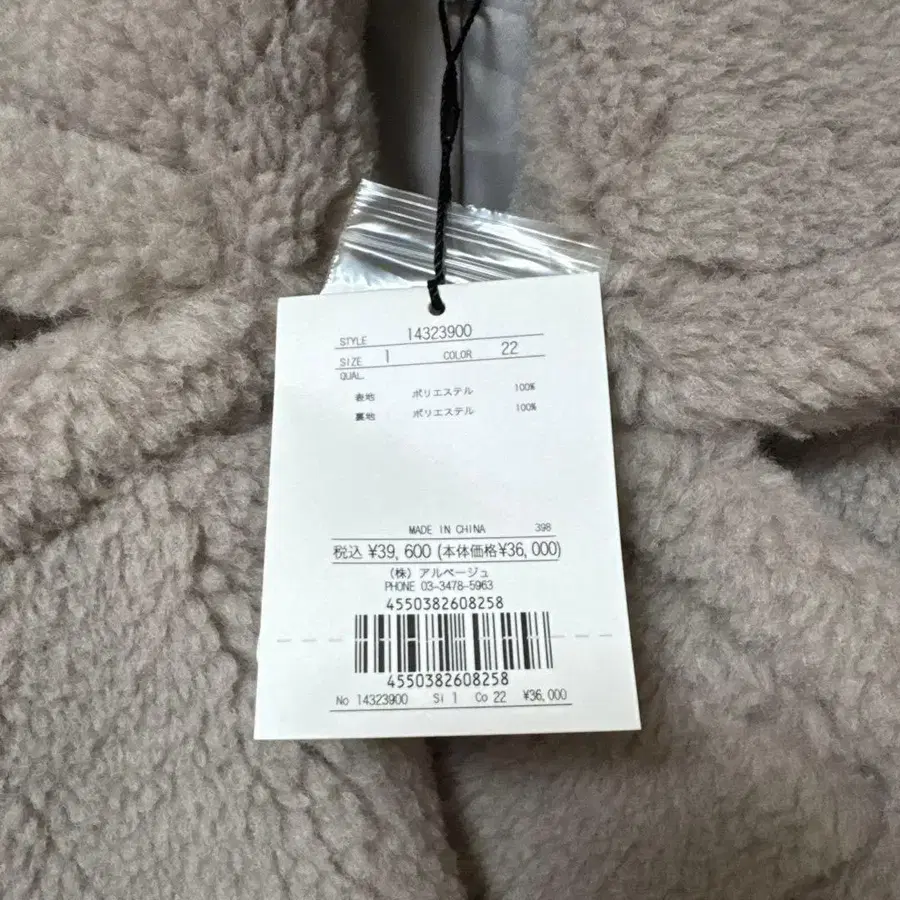 STYLE 14323900
SIZE 1 COLOR 22
QUAL.
表地 ポリエステル 100%
裏地 ポリエステル 100%
MADE IN CHINA 398
税込 ¥39,600 (本体価格¥36,000)
(株) アルページュ
PHONE 03-3478-5963
4550382608258
4550382608258
No 14323900 Si 1 Co 22 ¥36,000